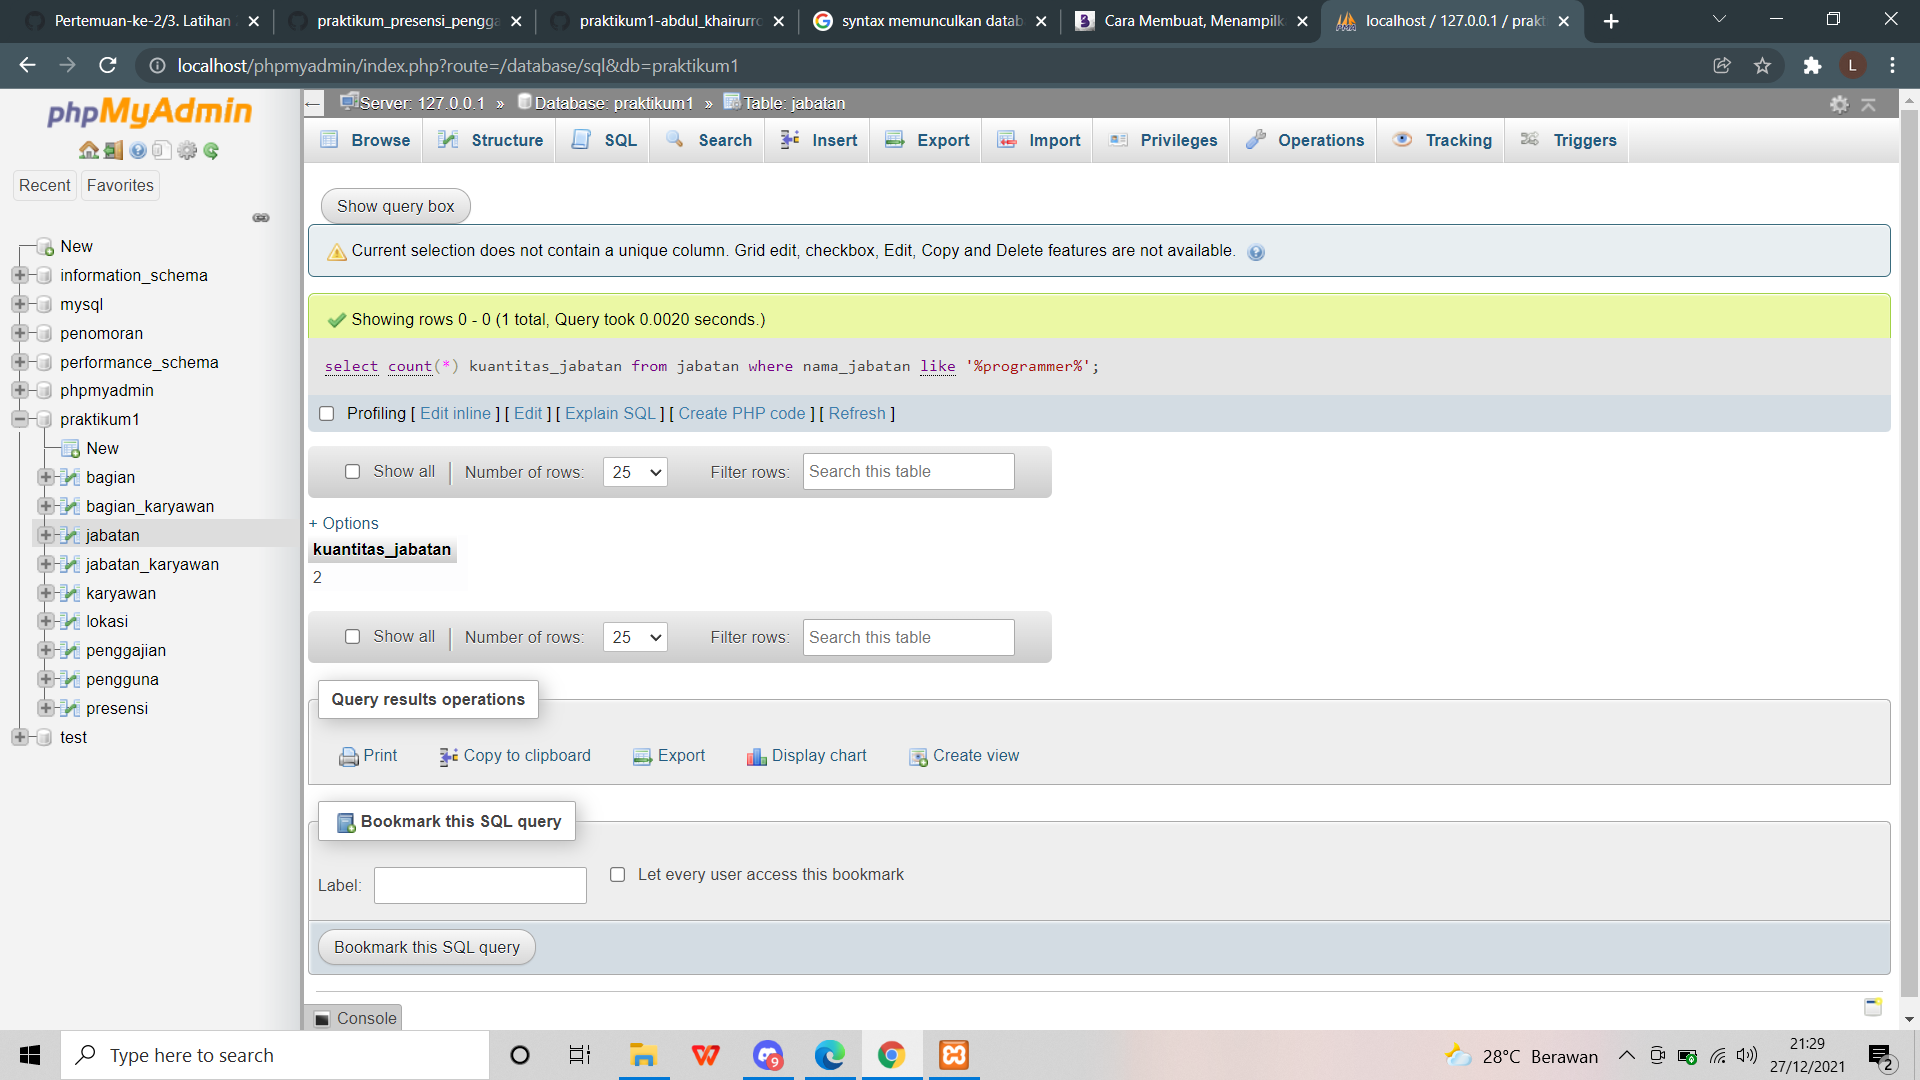 Pertemuan-ke-2/3. Latihan
praktikum_presensi_pengga
praktikum1-abdul_khairurro
syntax memunculkan datab
Cara Membuat, Menampilk
localhost / 127.0.0.1 / prakt
localhost/phpmyadmin/index.php?route=/database/sql&db=praktikum1
L
phpMyAdmin
Recent
Favorites
New
information_schema
mysql
penomoran
performance_schema
phpmyadmin
praktikum1
New
bagian
bagian_karyawan
jabatan
jabatan_karyawan
karyawan
lokasi
penggajian
pengguna
presensi
test
Server: 127.0.0.1 » Database: praktikum1 » Table: jabatan
Browse
Structure
SQL
Search
Insert
Export
Import
Privileges
Operations
Tracking
Triggers
Show query box
Current selection does not contain a unique column. Grid edit, checkbox, Edit, Copy and Delete features are not available.
Showing rows 0 - 0 (1 total, Query took 0.0020 seconds.)
select count(*) kuantitas_jabatan from jabatan where nama_jabatan like '%programmer%';
Profiling [ Edit inline ] [ Edit ] [ Explain SQL ] [ Create PHP code ] [ Refresh ]
Show all | Number of rows: 25 Filter rows: Search this table
+ Options
kuantitas_jabatan
2
Show all | Number of rows: 25 Filter rows: Search this table
Query results operations
Print
Copy to clipboard
Export
Display chart
Create view
Bookmark this SQL query
Label:
Let every user access this bookmark
Bookmark this SQL query
Console
Type here to search
9
28°C Berawan
21:29
27/12/2021
2